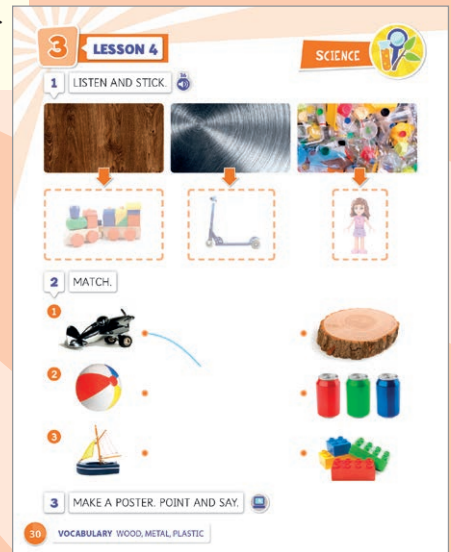 3 LESSON 4
SCIENCE
1 LISTEN AND STICK.
2 MATCH.
1
2
3
3 MAKE A POSTER. POINT AND SAY.
30 VOCABULARY WOOD, METAL, PLASTIC